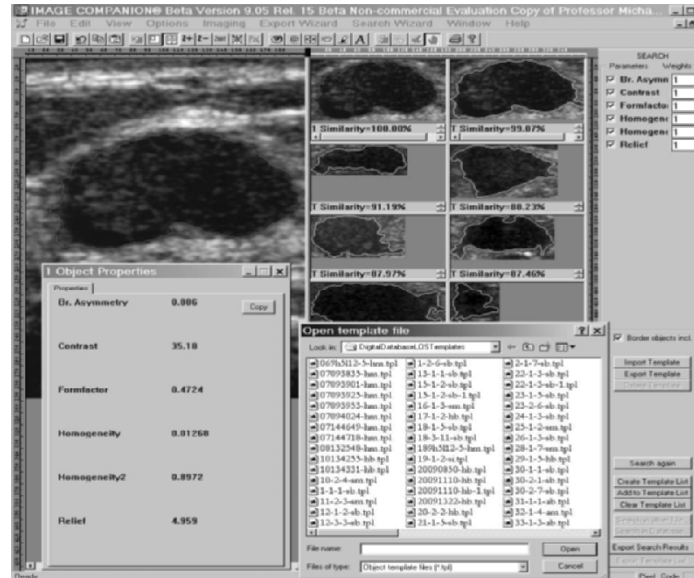 IMAGE COMPANION® Beta Version 9.05 Rel. 15 Beta Non-commercial Evaluation Copy of Professor Micha...
File Edit View Options Imaging Export Wizard Search Wizard Window Help
SEARCH
Parameters Weights
Br. Asymm 1
Contrast 1
Formfacto 1
Homogene 1
Homogene 1
Relief 1
1 Similarity=100.00%
T Similarity=99.07%
T Similarity=91.19%
T Similarity=88.23%
T Similarity=87.97%
T Similarity=87.46%
1 Object Properties
Properties
Br. Asymmetry 0.006
Copy
Contrast 35.18
Formfactor 0.4724
Homogeneity 0.01268
Homogeneity2 0.8972
Relief 4.959
Open template file
Look in: DigitalDatabaseLOSTemplates
069h5l12-5-hm.tpl 1-2-6-sb.tpl 2-1-7-sb.tpl
07093835-hm.tpl 13-1-1-sb.tpl 22-1-3-sb.tpl
07093901-hm.tpl 15-1-2-sb.tpl 22-1-3-sb-1.tpl
07093925-hm.tpl 15-1-2-sb-1.tpl 23-1-5-sb.tpl
07093953-hm.tpl 16-1-3-sm.tpl 23-2-6-sb.tpl
07094024-hm.tpl 17-1-2-hb.tpl 24-1-3-sb.tpl
07144649-hm.tpl 18-1-5-sb.tpl 25-1-2-sm.tpl
07144718-hm.tpl 18-3-11-sb.tpl 26-1-3-sb.tpl
08132548-hm.tpl 189h5l12-5-hm.tpl 28-1-7-sm.tpl
10134255-hb.tpl 19-1-2-si.tpl 29-1-5-hb.tpl
10134331-hb.tpl 20090850-hb.tpl 30-1-1-sb.tpl
10-2-4-sm.tpl 20091110-hb.tpl 30-2-1-sb.tpl
1-1-1-sb.tpl 20091110-hb-1.tpl 30-2-7-sb.tpl
11-2-3-sm.tpl 20091322-hb.tpl 31-1-1-sb.tpl
12-1-2-sb.tpl 20-2-2-hb.tpl 32-1-4-sm.tpl
12-3-3-sb.tpl 21-1-5-sb.tpl 33-1-3-sb.tpl
File name: Open
Files of type: Object template files (*.tpl) Cancel
Border objects incl.
Import Template
Export Template
Delete Template
Search again
Create Template List
Add to Template List
Clear Template List
Search in Database
Export Search Results
Export Template List